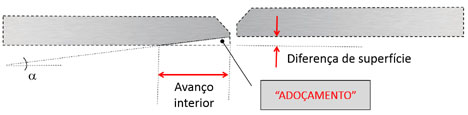 α
Avanço
interior
Diferença de superfície
“ADOÇAMENTO”